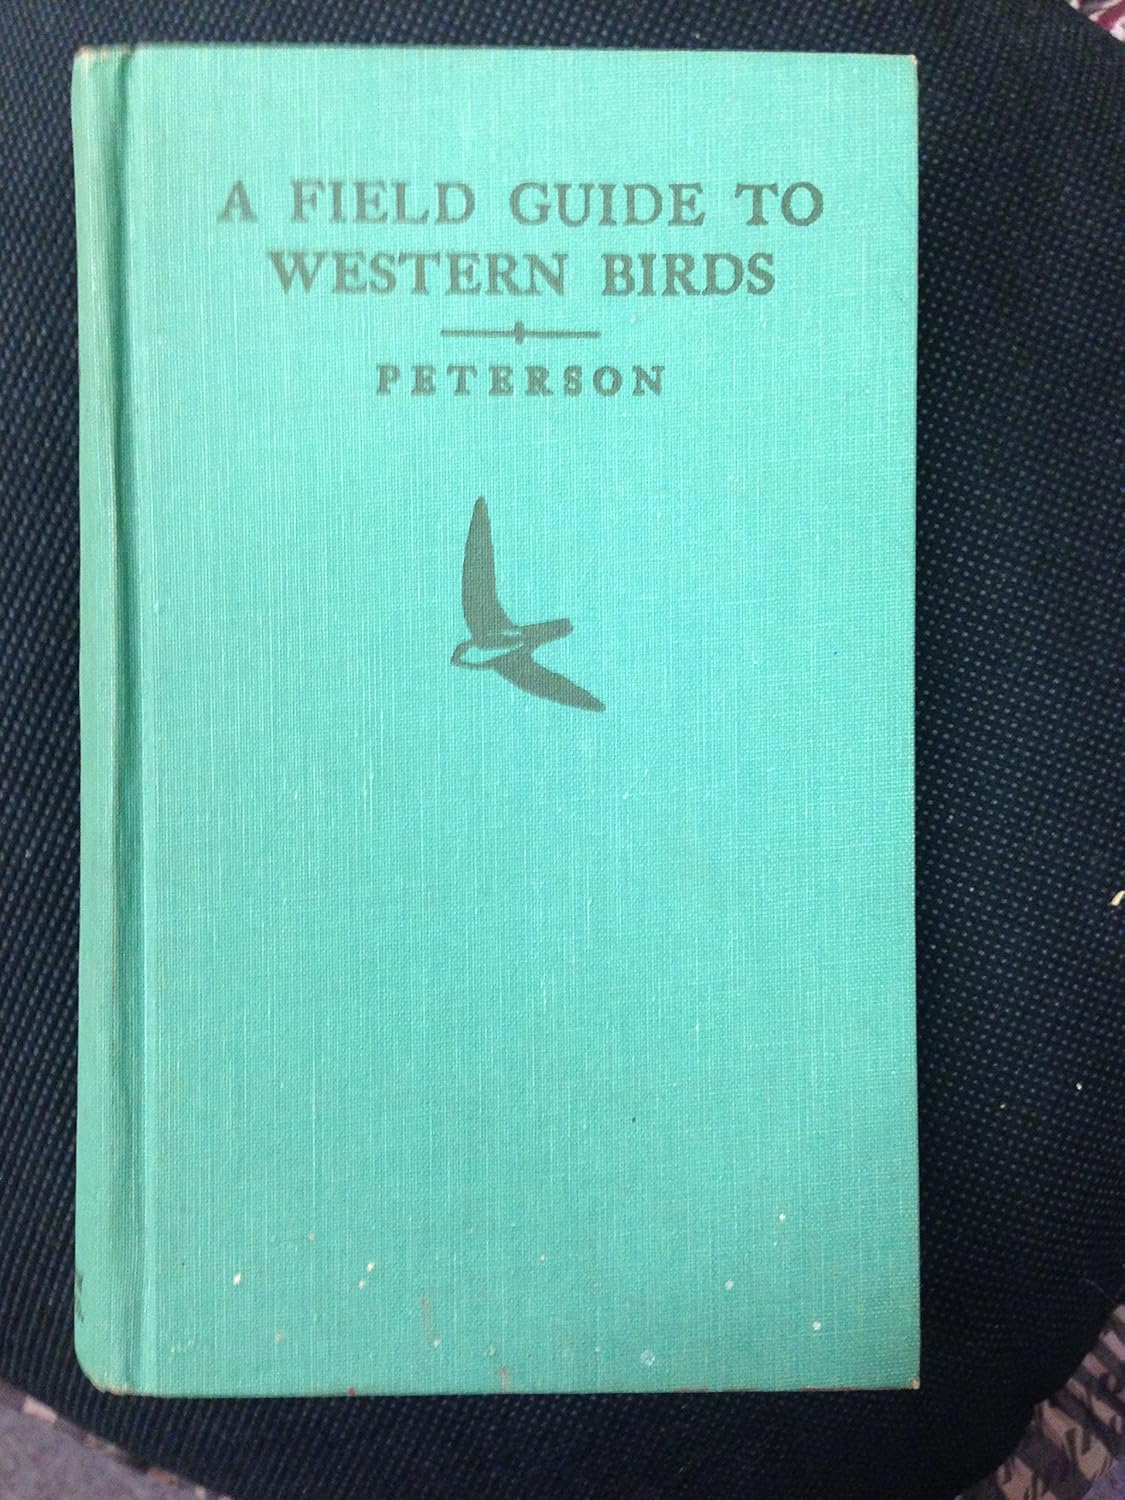 A FIELD GUIDE TO
WESTERN BIRDS
PETERSON